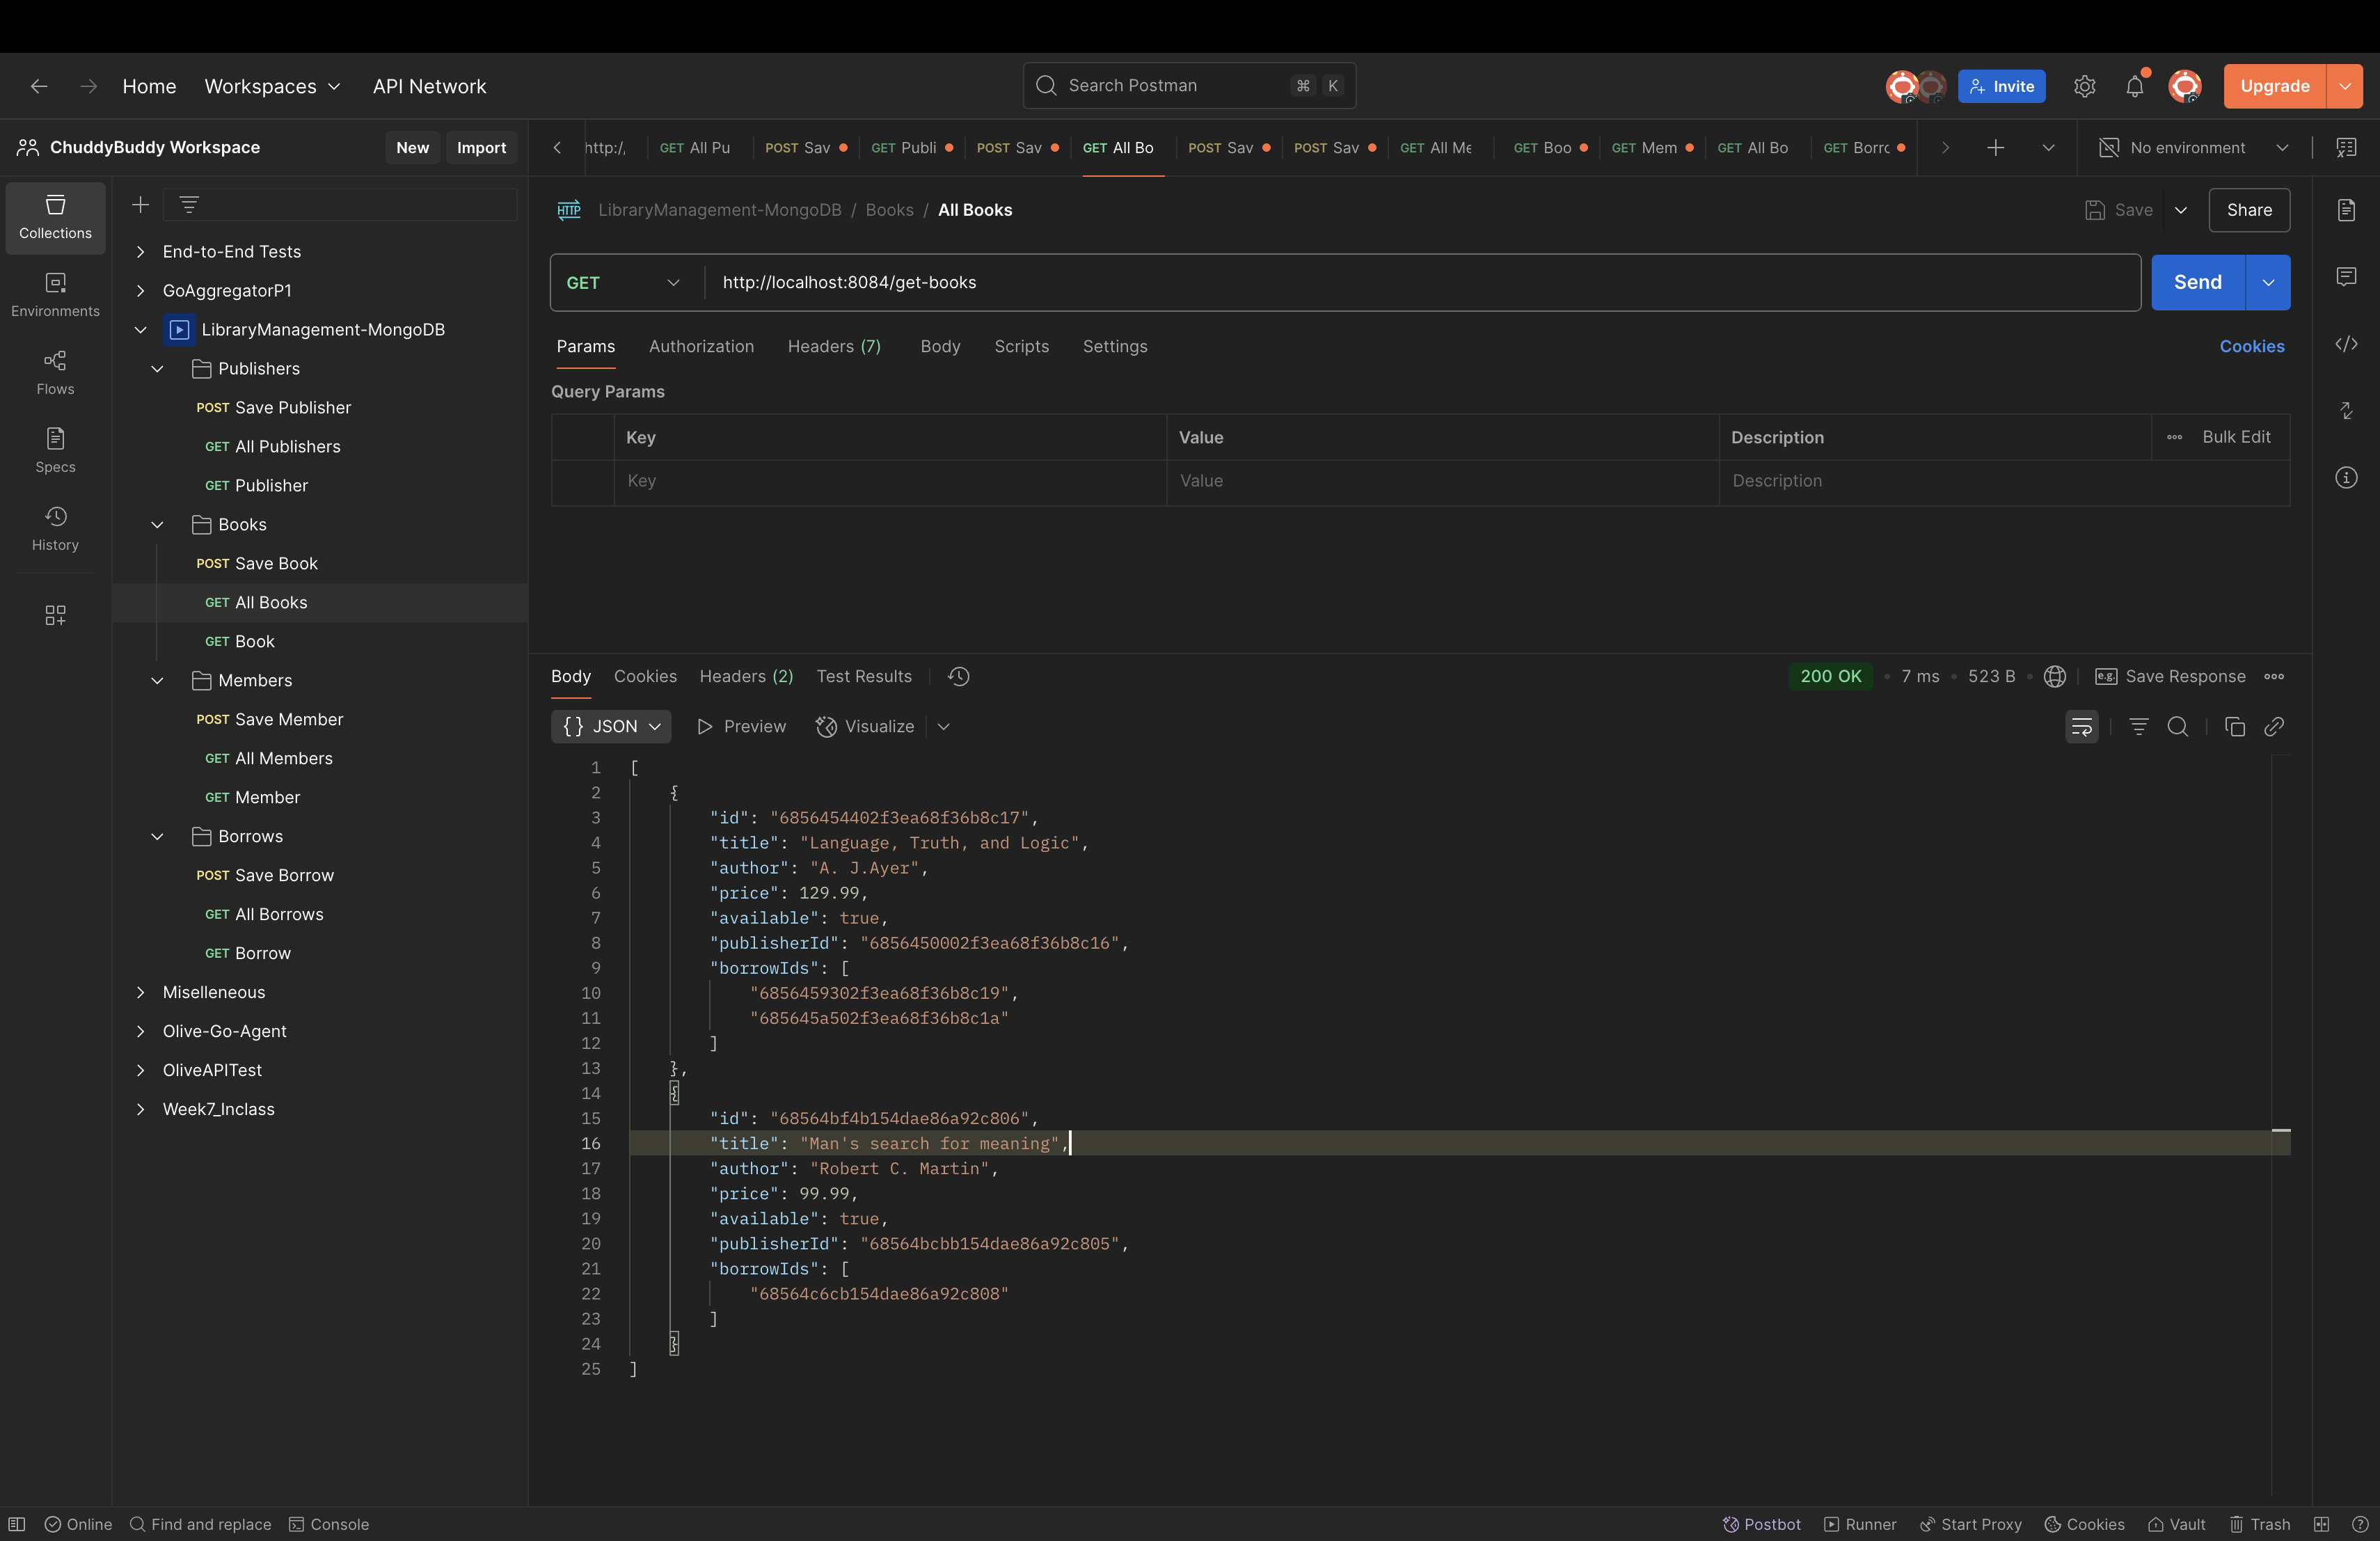 Home Workspaces API Network
Search Postman ⌘ K
Invite Upgrade
ChuddyBuddy Workspace New Import
http:/, GET All Pu POST Sav GET Publi POST Sav GET All Bo POST Sav POST Sav GET All Me GET Boo GET Mem GET All Bo GET Borrc No environment
Collections
Environments
Flows
Specs
History
End-to-End Tests
GoAggregatorP1
LibraryManagement-MongoDB
Publishers
POST Save Publisher
GET All Publishers
GET Publisher
Books
POST Save Book
GET All Books
GET Book
Members
POST Save Member
GET All Members
GET Member
Borrows
POST Save Borrow
GET All Borrows
GET Borrow
Miselleneous
Olive-Go-Agent
OliveAPITest
Week7_Inclass
HTTP LibraryManagement-MongoDB / Books / All Books Save Share
GET http://localhost:8084/get-books Send
Params Authorization Headers (7) Body Scripts Settings Cookies
Query Params
Key Value Description Bulk Edit
Key Value Description
Body Cookies Headers (2) Test Results 200 OK • 7 ms • 523 B • e.g. Save Response
{} JSON Preview Visualize
1 [
2 {
3 "id": "6856454402f3ea68f36b8c17",
4 "title": "Language, Truth, and Logic",
5 "author": "A. J.Ayer",
6 "price": 129.99,
7 "available": true,
8 "publisherId": "6856450002f3ea68f36b8c16",
9 "borrowIds": [
10 "6856459302f3ea68f36b8c19",
11 "685645a502f3ea68f36b8c1a"
12 ]
13 },
14 {
15 "id": "68564bf4b154dae86a92c806",
16 "title": "Man's search for meaning",
17 "author": "Robert C. Martin",
18 "price": 99.99,
19 "available": true,
20 "publisherId": "68564bcbb154dae86a92c805",
21 "borrowIds": [
22 "68564c6cb154dae86a92c808"
23 ]
24 }
25 ]
Online Find and replace Console Postbot Runner Start Proxy Cookies Vault Trash